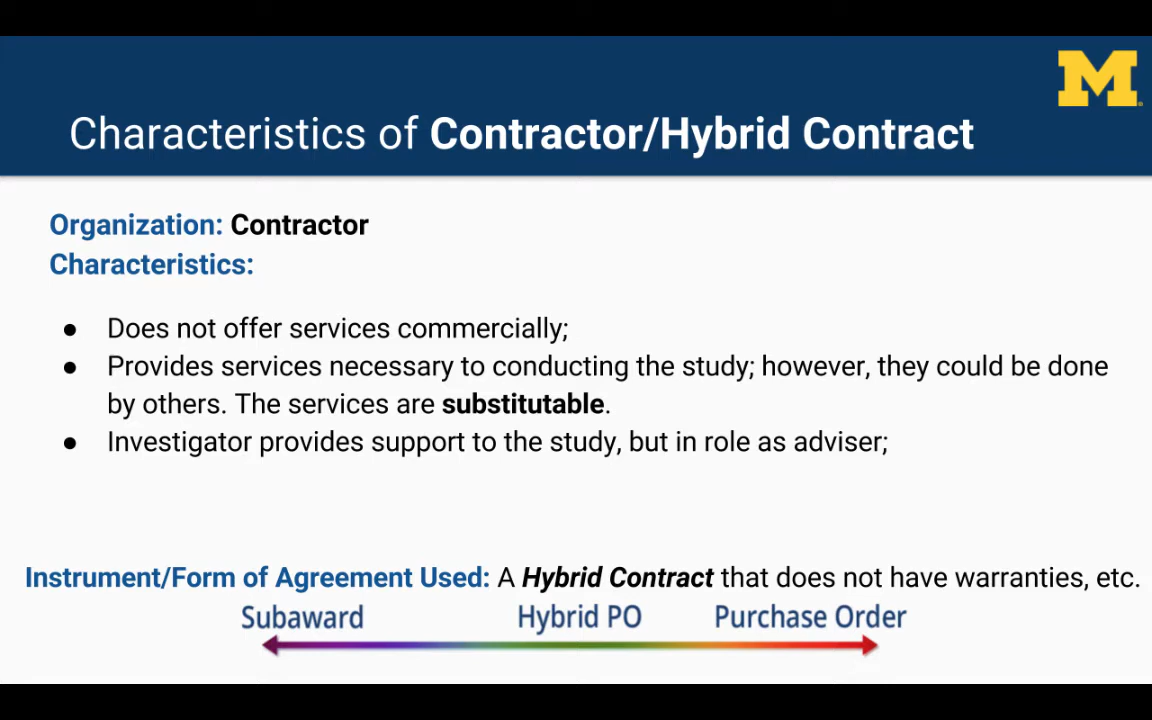 M
Characteristics of Contractor/Hybrid Contract
Organization: Contractor
Characteristics:
● Does not offer services commercially;
● Provides services necessary to conducting the study; however, they could be done
by others. The services are substitutable.
● Investigator provides support to the study, but in role as adviser;
Instrument/Form of Agreement Used: A Hybrid Contract that does not have warranties, etc.
Subaward Hybrid PO Purchase Order